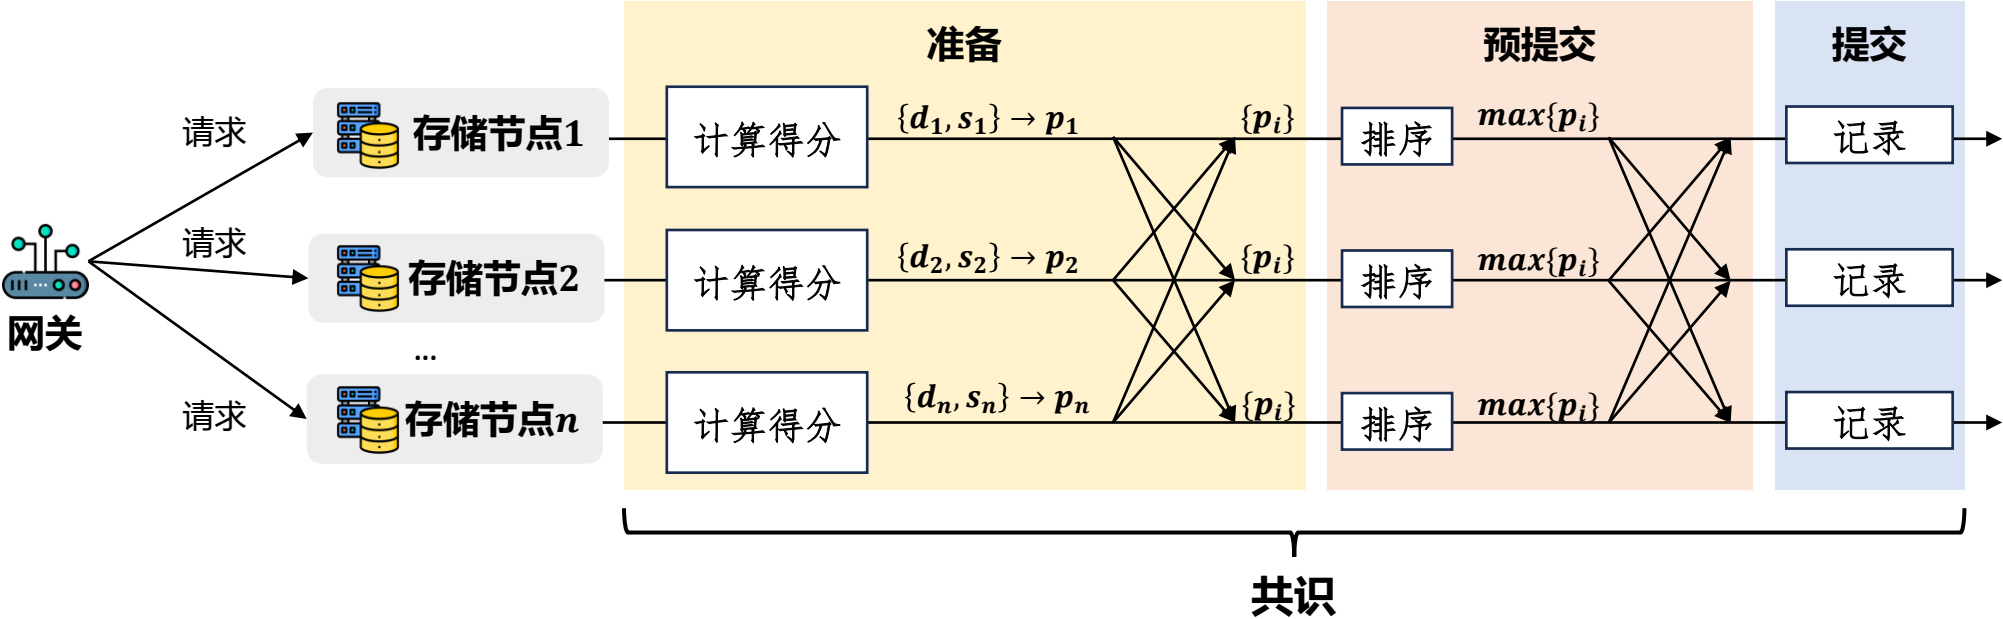 准备
预提交
提交
请求
存储节点1
计算得分
{d₁, s₁} → p₁
{pᵢ}
排序
max{pᵢ}
记录
请求
存储节点2
计算得分
{d₂, s₂} → p₂
{pᵢ}
排序
max{pᵢ}
记录
网关
...
请求
存储节点n
计算得分
{dₙ, sₙ} → pₙ
{pᵢ}
排序
max{pᵢ}
记录
共识